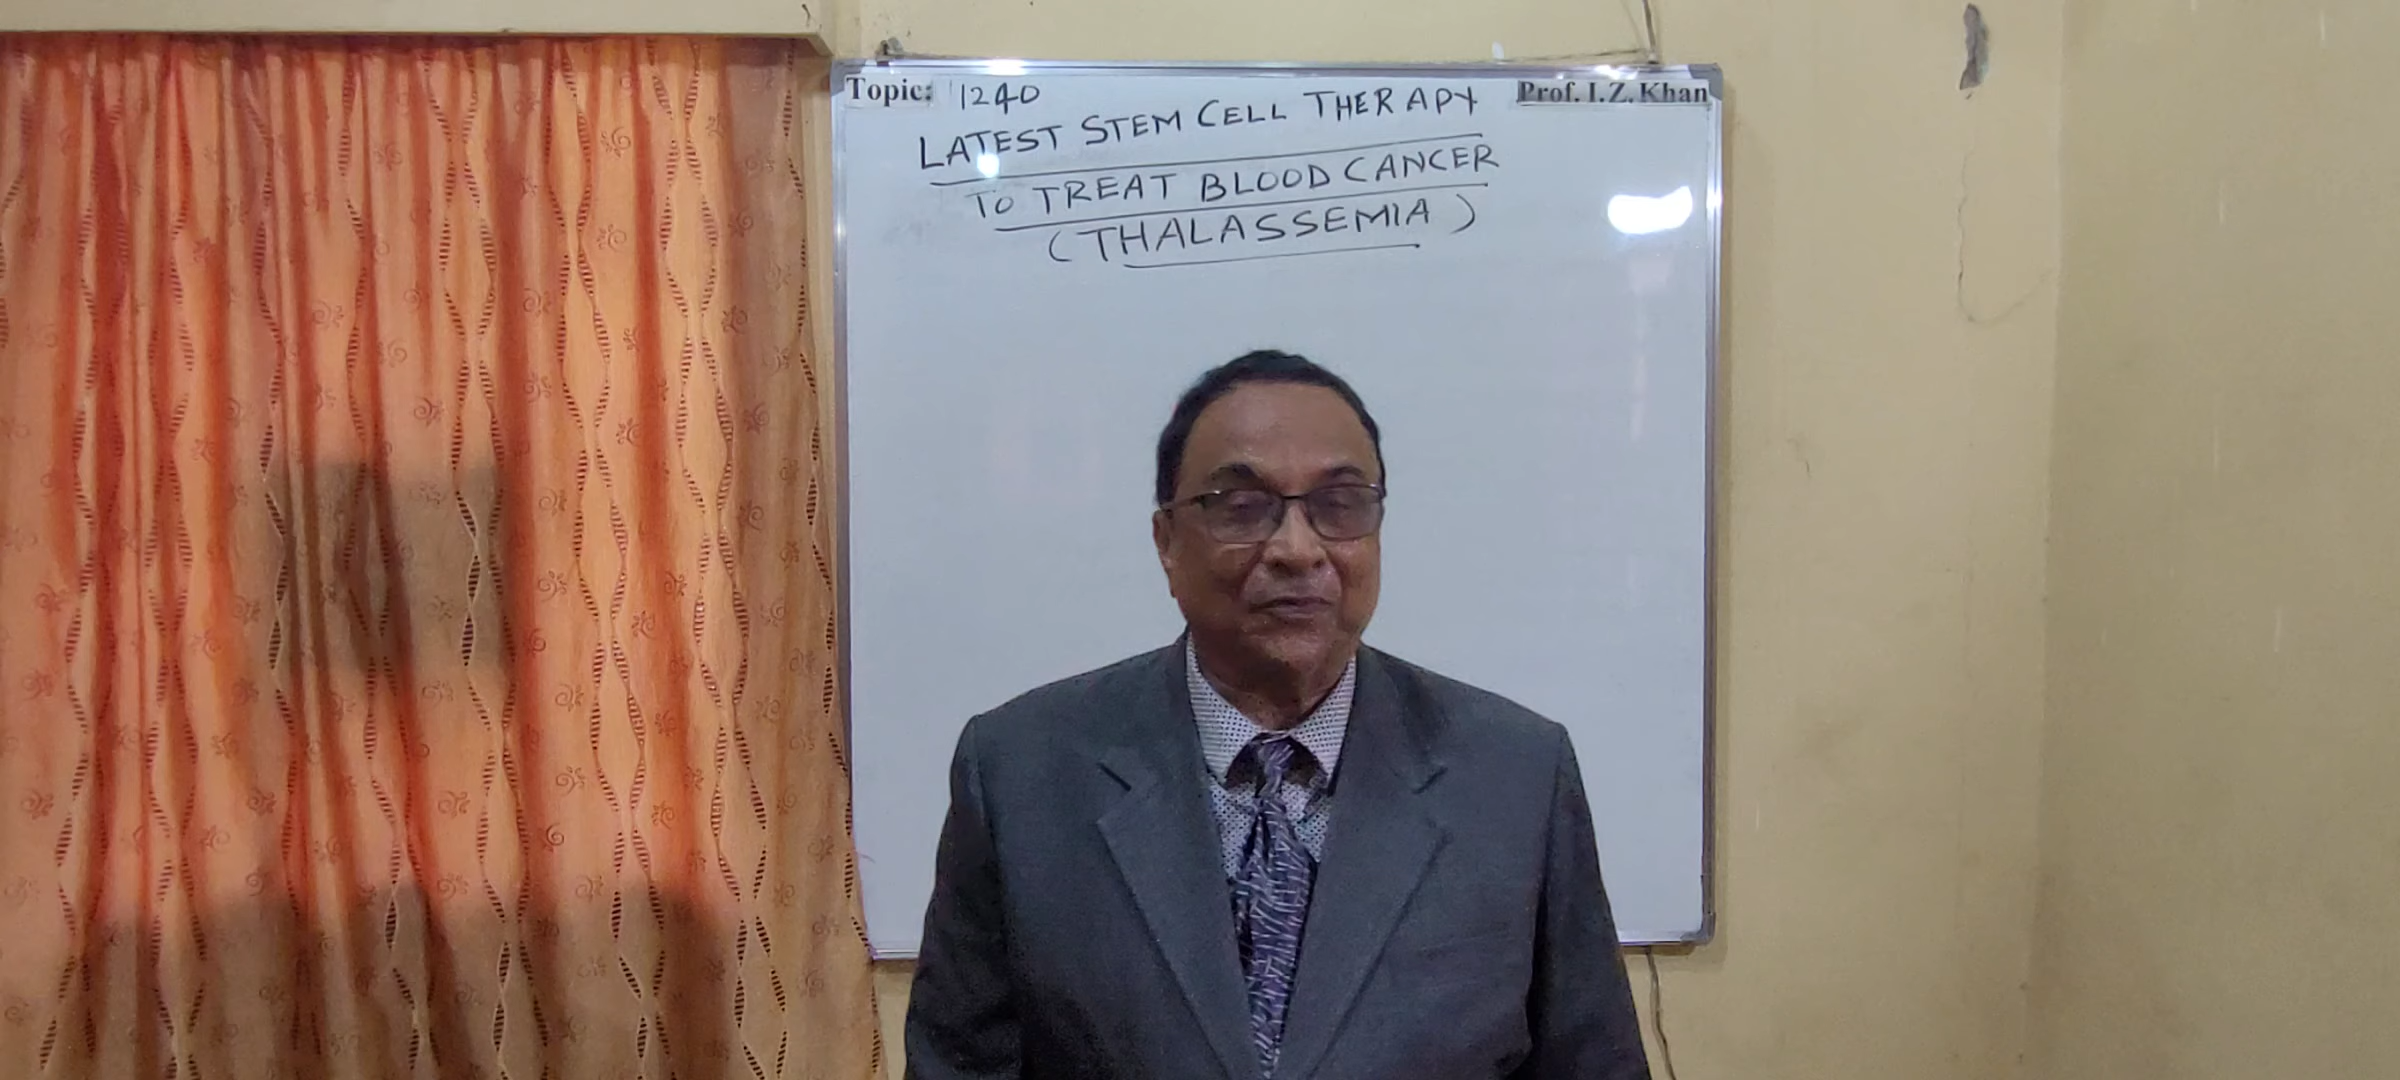 Topic: 1240 Prof. I.Z. Khan
LATEST STEM CELL THERAPY
TO TREAT BLOOD CANCER
(THALASSEMIA)